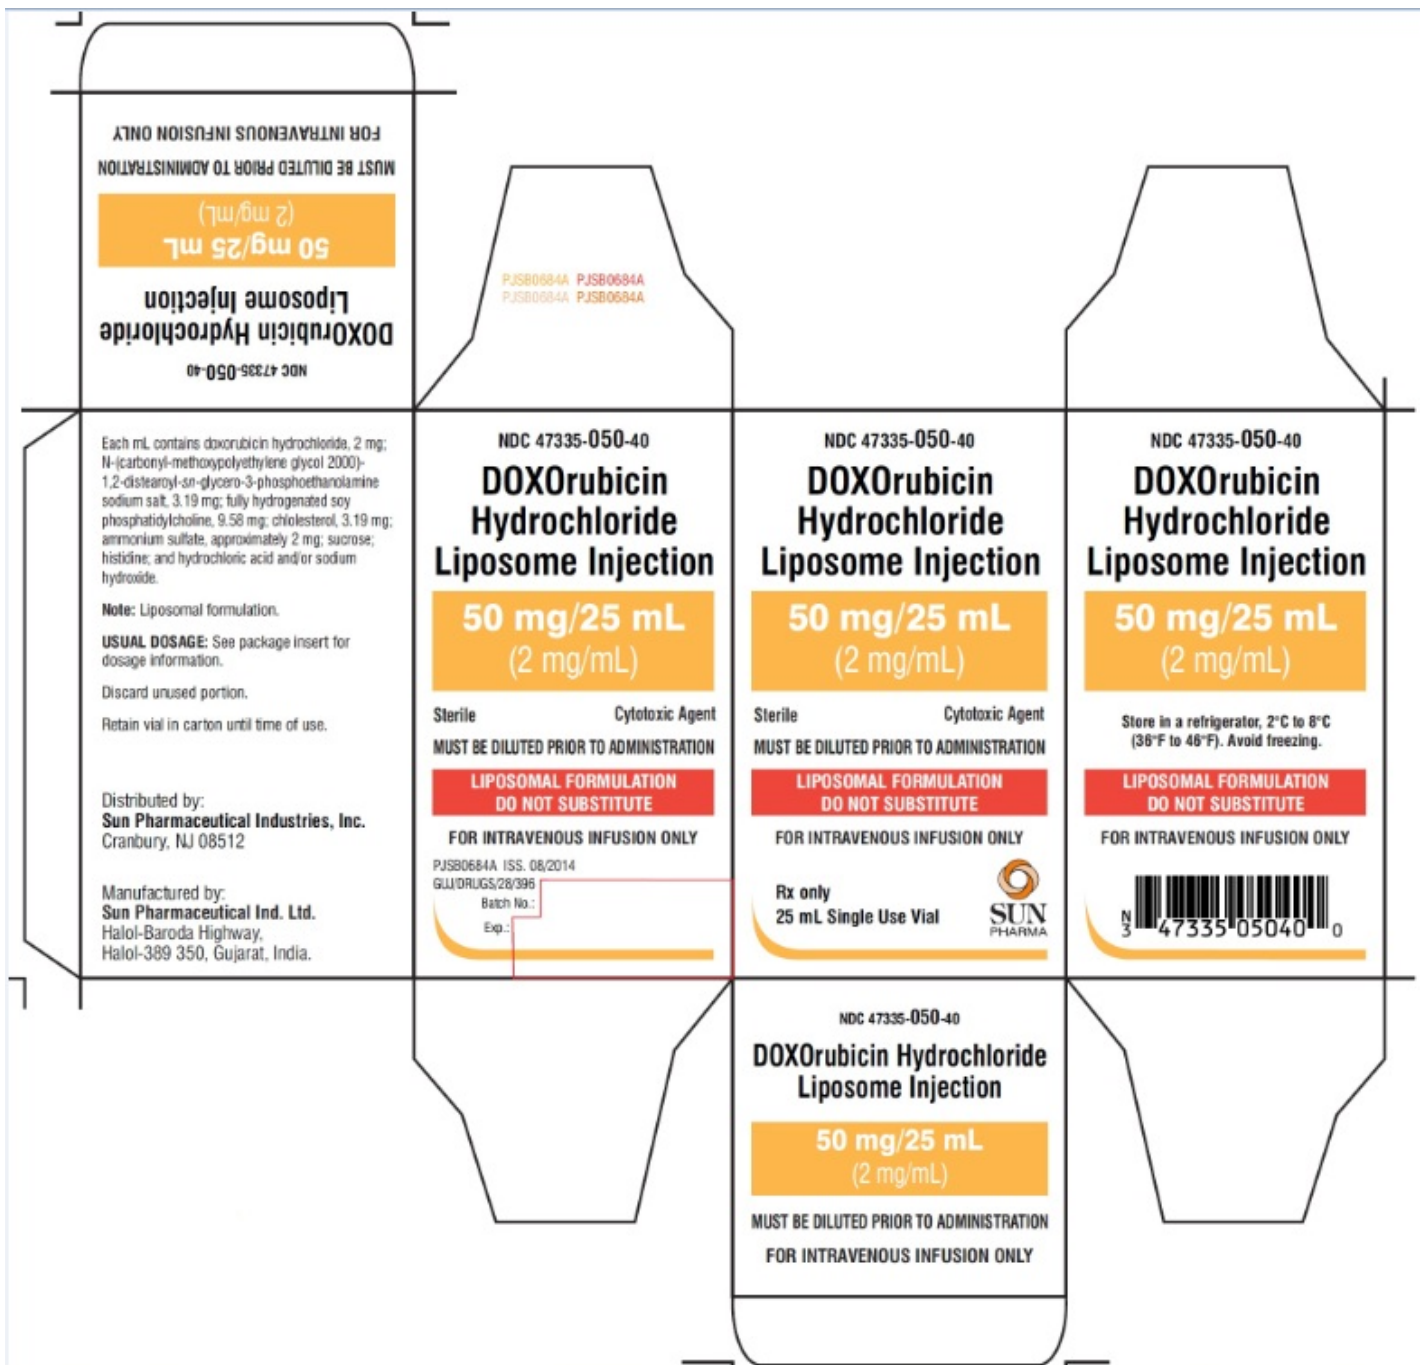 FOR INTRAVENOUS INFUSION ONLY
MUST BE DILUTED PRIOR TO ADMINISTRATION
(2 mg/mL)
50 mg/25 mL
Liposome Injection
DOXOrubicin Hydrochloride
NDC 47335-050-40
PJSB0684A PJSB0684A
PJSB0684A PJSB0684A
Each mL contains doxorubicin hydrochloride, 2 mg;
N-(carbonyl-methoxypolyethylene glycol 2000)-
1,2-distearoyl-sn-glycero-3-phosphoethanolamine
sodium salt, 3.19 mg; fully hydrogenated soy
phosphatidylcholine, 9.58 mg; chlolesterol, 3.19 mg;
ammonium sulfate, approximately 2 mg; sucrose;
histidine; and hydrochloric acid and/or sodium
hydroxide.
Note: Liposomal formulation.
USUAL DOSAGE: See package insert for
dosage information.
Discard unused portion.
Retain vial in carton until time of use.
Distributed by:
Sun Pharmaceutical Industries, Inc.
Cranbury, NJ 08512
Manufactured by:
Sun Pharmaceutical Ind. Ltd.
Halol-Baroda Highway,
Halol-389 350, Gujarat, India.
NDC 47335-050-40
DOXOrubicin
Hydrochloride
Liposome Injection
50 mg/25 mL
(2 mg/mL)
Sterile Cytotoxic Agent
MUST BE DILUTED PRIOR TO ADMINISTRATION
LIPOSOMAL FORMULATION
DO NOT SUBSTITUTE
FOR INTRAVENOUS INFUSION ONLY
PJSB0684A ISS. 08/2014
GUJ/DRUGS/28/396
Batch No.:
Exp.:
NDC 47335-050-40
DOXOrubicin
Hydrochloride
Liposome Injection
50 mg/25 mL
(2 mg/mL)
Sterile Cytotoxic Agent
MUST BE DILUTED PRIOR TO ADMINISTRATION
LIPOSOMAL FORMULATION
DO NOT SUBSTITUTE
FOR INTRAVENOUS INFUSION ONLY
Rx only
25 mL Single Use Vial
SUN
PHARMA
NDC 47335-050-40
DOXOrubicin
Hydrochloride
Liposome Injection
50 mg/25 mL
(2 mg/mL)
Store in a refrigerator, 2°C to 8°C
(36°F to 46°F). Avoid freezing.
LIPOSOMAL FORMULATION
DO NOT SUBSTITUTE
FOR INTRAVENOUS INFUSION ONLY
N
3 47335 05040 0
NDC 47335-050-40
DOXOrubicin Hydrochloride
Liposome Injection
50 mg/25 mL
(2 mg/mL)
MUST BE DILUTED PRIOR TO ADMINISTRATION
FOR INTRAVENOUS INFUSION ONLY